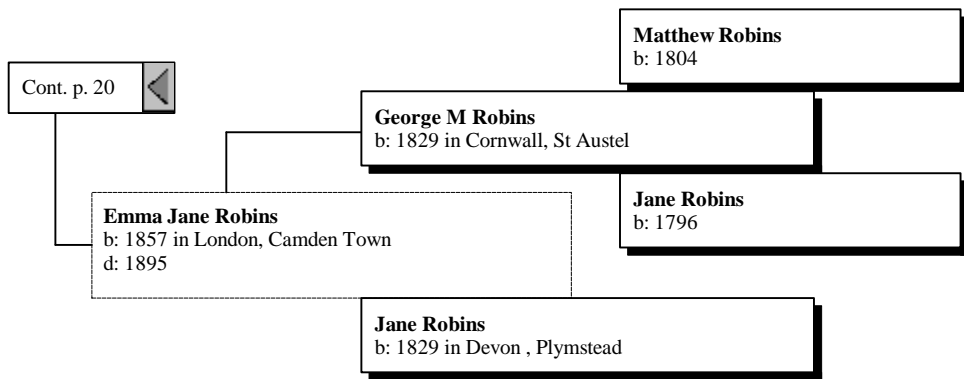 Matthew Robins
b: 1804
Cont. p. 20
George M Robins
b: 1829 in Cornwall, St Austel
Jane Robins
b: 1796
Emma Jane Robins
b: 1857 in London, Camden Town
d: 1895
Jane Robins
b: 1829 in Devon , Plymstead